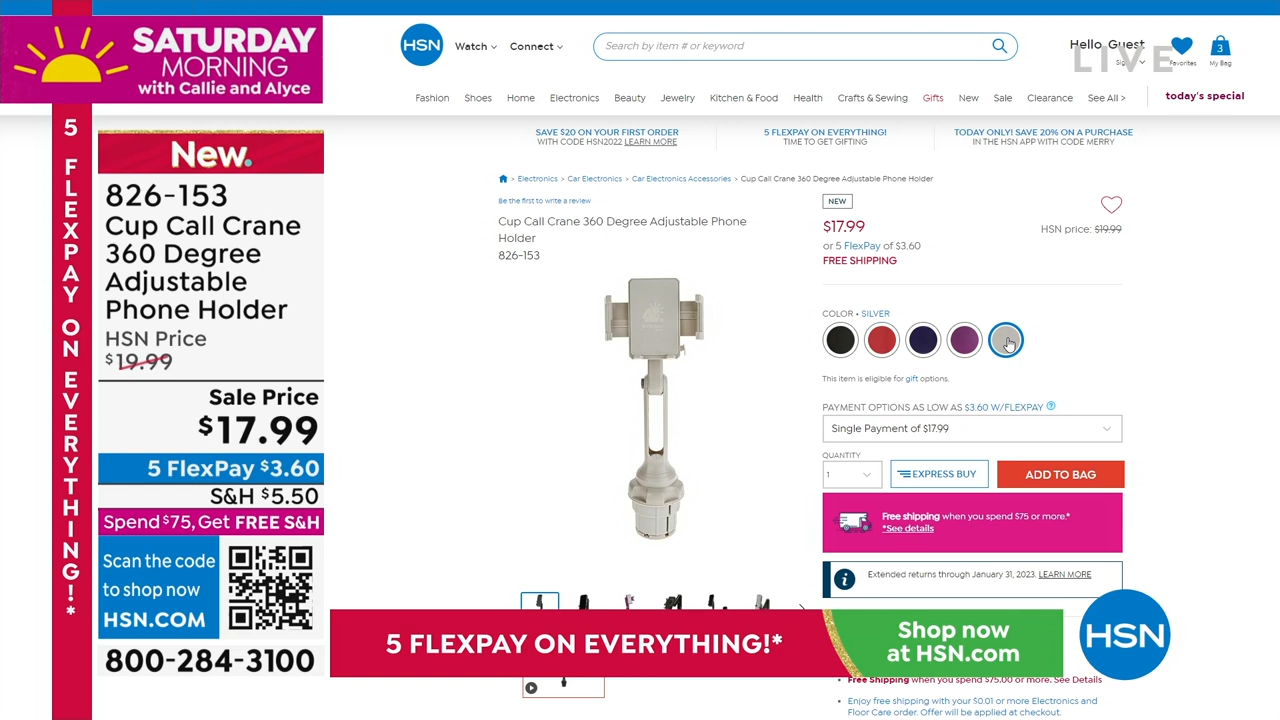 SATURDAY
MORNING
with Callie and Alyce
5 FLEXPAY ON EVERYTHING!*
New.
826-153
Cup Call Crane
360 Degree
Adjustable
Phone Holder
HSN Price
$19.99
Sale Price
$17.99
5 FlexPay $3.60
S&H $5.50
Spend $75, Get FREE S&H
Scan the code
to shop now
HSN.COM
800-284-3100
HSN
Watch
Connect
Search by item # or keyword
Hello, Guest
LIVE
Favorites
3
My Bag
Fashion Shoes Home Electronics Beauty Jewelry Kitchen & Food Health Crafts & Sewing Gifts New Sale Clearance See All >
today's special
SAVE $20 ON YOUR FIRST ORDER
WITH CODE HSN2022 LEARN MORE
5 FLEXPAY ON EVERYTHING!
TIME TO GET GIFTING
TODAY ONLY! SAVE 20% ON A PURCHASE
IN THE HSN APP WITH CODE MERRY
> Electronics > Car Electronics > Car Electronics Accessories > Cup Call Crane 360 Degree Adjustable Phone Holder
Be the first to write a review
Cup Call Crane 360 Degree Adjustable Phone
Holder
826-153
NEW
$17.99
HSN price: $19.99
or 5 FlexPay of $3.60
FREE SHIPPING
COLOR • SILVER
This item is eligible for gift options.
PAYMENT OPTIONS AS LOW AS $3.60 W/FLEXPAY
Single Payment of $17.99
QUANTITY
1
EXPRESS BUY
ADD TO BAG
Free shipping when you spend $75 or more.*
*See details
Extended returns through January 31, 2023. LEARN MORE
5 FLEXPAY ON EVERYTHING!*
Shop now
at HSN.com
HSN
• Free Shipping when you spend $75.00 or more. See Details
• Enjoy free shipping with your $0.01 or more Electronics and
Floor Care order. Offer will be applied at checkout.